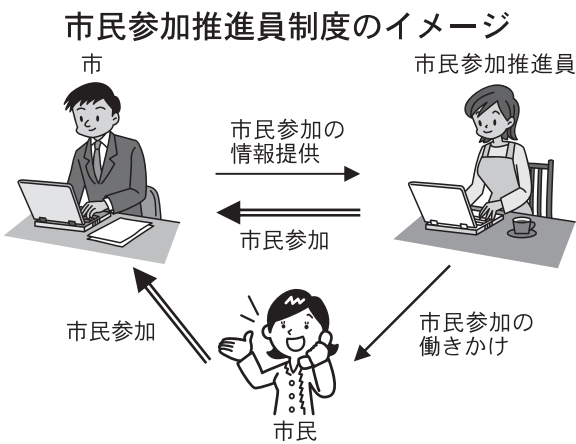 市民参加推進員制度のイメージ
市
市民参加推進員
市民参加の
情報提供
市民参加
市民参加
市民参加の
働きかけ
市民